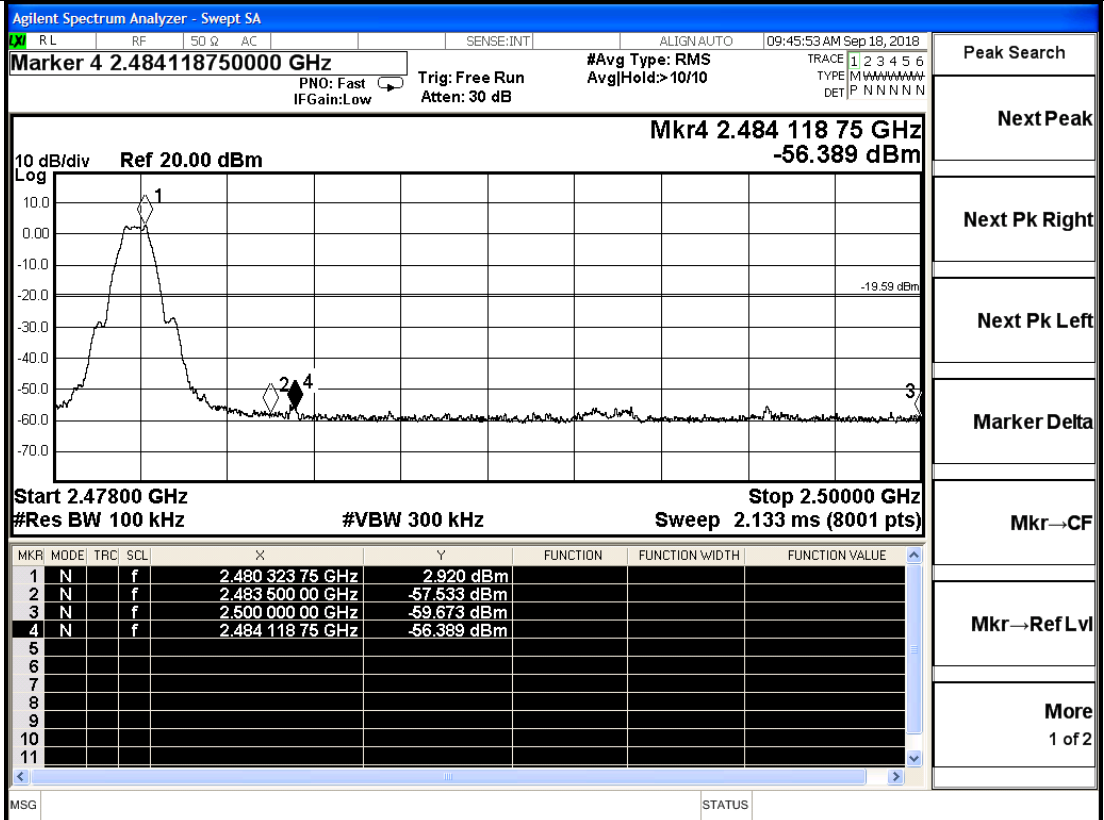 Agilent Spectrum Analyzer - Swept SA
LXI RL RF 50 Ω AC SENSE:INT ALIGN AUTO 09:45:53 AM Sep 18, 2018
Marker 4 2.484118750000 GHz
PNO: Fast
IFGain:Low
Trig: Free Run
Atten: 30 dB
#Avg Type: RMS
Avg|Hold:>10/10
TRACE 1 2 3 4 5 6
TYPE M WWWWW
DET P N N N N N
Mkr4 2.484 118 75 GHz
-56.389 dBm
10 dB/div Ref 20.00 dBm
Log
10.0
0.00
-10.0
-20.0
-30.0
-40.0
-50.0
-60.0
-70.0
1
-19.59 dBm
2
4
3
Start 2.47800 GHz Stop 2.50000 GHz
#Res BW 100 kHz #VBW 300 kHz Sweep 2.133 ms (8001 pts)
MKR MODE TRC SCL X Y FUNCTION FUNCTION WIDTH FUNCTION VALUE
1 N f 2.480 323 75 GHz 2.920 dBm
2 N f 2.483 500 00 GHz -57.533 dBm
3 N f 2.500 000 00 GHz -59.673 dBm
4 N f 2.484 118 75 GHz -56.389 dBm
5
6
7
8
9
10
11
MSG STATUS
Peak Search
Next Peak
Next Pk Right
Next Pk Left
Marker Delta
Mkr→CF
Mkr→Ref Lvl
More
1 of 2